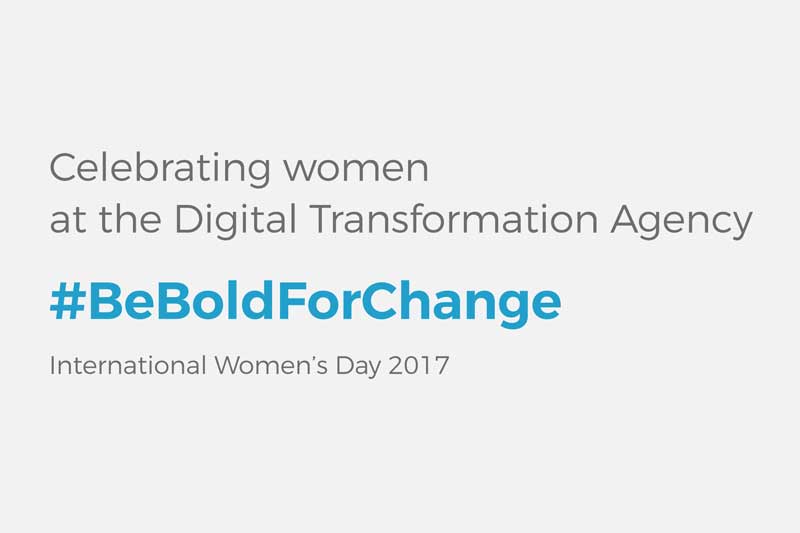 Celebrating women
at the Digital Transformation Agency
#BeBoldForChange
International Women’s Day 2017